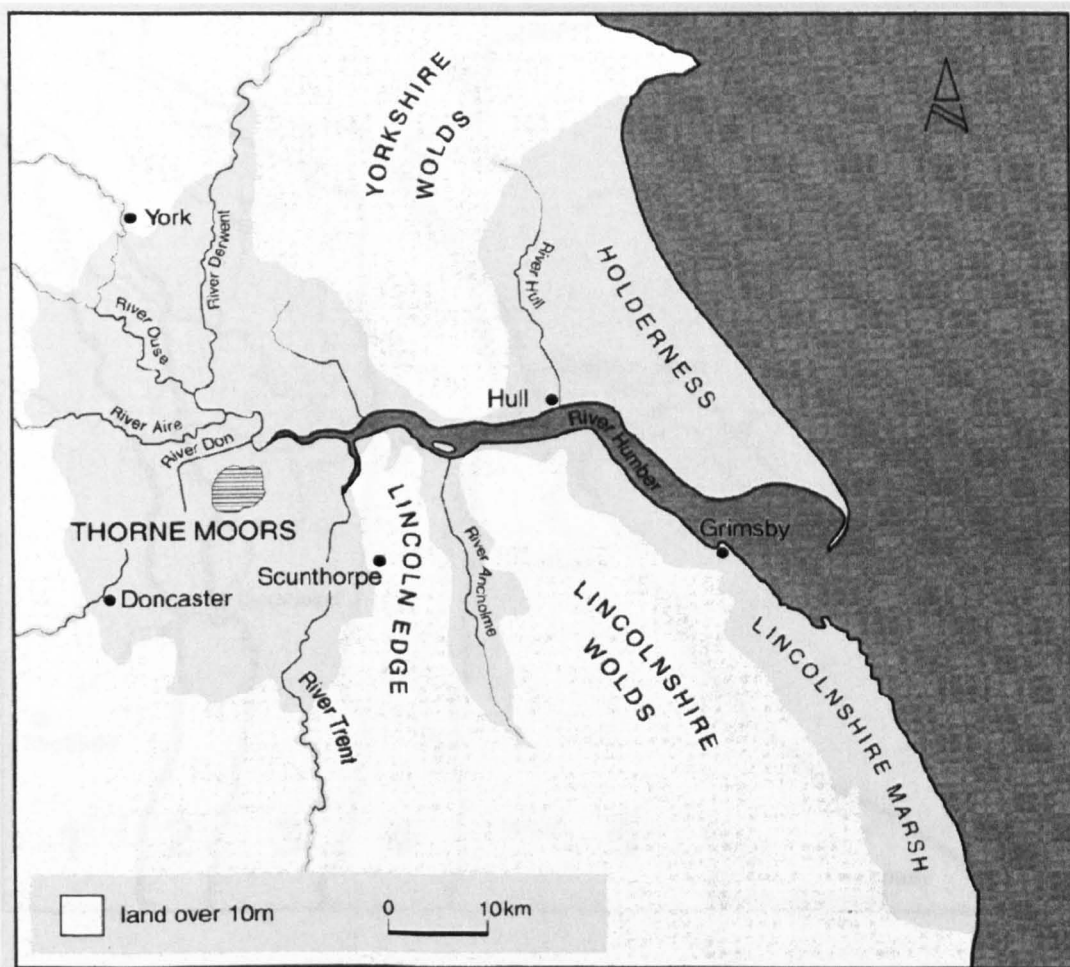 YORKSHIRE
WOLDS
York
River Derwent
River Ouse
River Hull
HOLDERNESS
Hull
River Aire
River Don
River Humber
THORNE MOORS
Grimsby
LINCOLN EDGE
Scunthorpe
River Ancholme
Doncaster
LINCOLNSHIRE
WOLDS
LINCOLNSHIRE MARSH
River Trent
land over 10m
0 10km